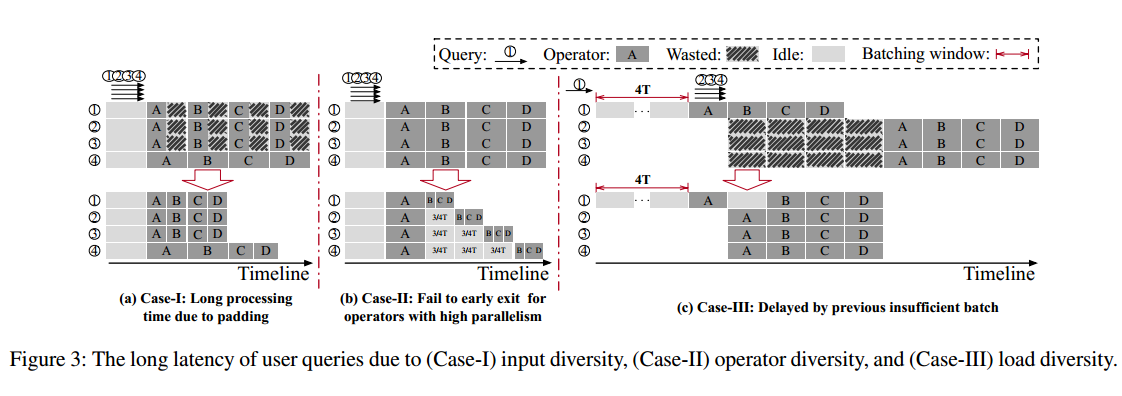 Query: ① Operator: A Wasted: Idle: Batching window:
①②③④
① A B C D
② A B C D
③ A B C D
④ A B C D
① A B C D
② A B C D
③ A B C D
④ A B C D
Timeline
(a) Case-I: Long processing
time due to padding
①②③④
① A B C D
② A B C D
③ A B C D
④ A B C D
① A B C D
② A 3/4T B C D
③ A 3/4T 3/4T B C D
④ A 3/4T 3/4T 3/4T B C D
Timeline
(b) Case-II: Fail to early exit for
operators with high parallelism
① 4T ②③④
① ··· A B C D
② A B C D
③ A B C D
④ A B C D
4T
① ··· A B C D
② A B C D
③ A B C D
④ A B C D
Timeline
(c) Case-III: Delayed by previous insufficient batch
Figure 3: The long latency of user queries due to (Case-I) input diversity, (Case-II) operator diversity, and (Case-III) load diversity.